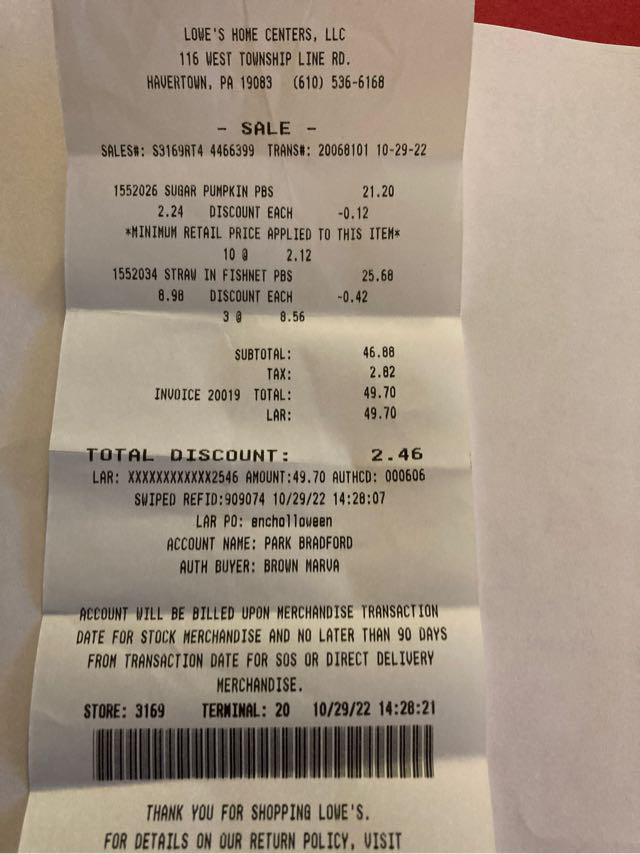 LOWE'S HOME CENTERS, LLC
116 WEST TOWNSHIP LINE RD.
HAVERTOWN, PA 19083 (610) 536-6168
- SALE -
SALES#: S3169RT4 4466399 TRANS#: 20068101 10-29-22
1552026 SUGAR PUMPKIN PBS 21.20
2.24 DISCOUNT EACH -0.12
*MINIMUM RETAIL PRICE APPLIED TO THIS ITEM*
10 @ 2.12
1552034 STRAW IN FISHNET PBS 25.68
8.98 DISCOUNT EACH -0.42
3 @ 8.56
SUBTOTAL: 46.88
TAX: 2.82
INVOICE 20019 TOTAL: 49.70
LAR: 49.70
TOTAL DISCOUNT: 2.46
LAR: XXXXXXXXXXXX2546 AMOUNT:49.70 AUTHCD: 000606
SWIPED REFID:909074 10/29/22 14:28:07
LAR PO: encholloween
ACCOUNT NAME: PARK BRADFORD
AUTH BUYER: BROWN MARVA
ACCOUNT WILL BE BILLED UPON MERCHANDISE TRANSACTION
DATE FOR STOCK MERCHANDISE AND NO LATER THAN 90 DAYS
FROM TRANSACTION DATE FOR SOS OR DIRECT DELIVERY
MERCHANDISE.
STORE: 3169 TERMINAL: 20 10/29/22 14:28:21
THANK YOU FOR SHOPPING LOWE'S.
FOR DETAILS ON OUR RETURN POLICY, VISIT